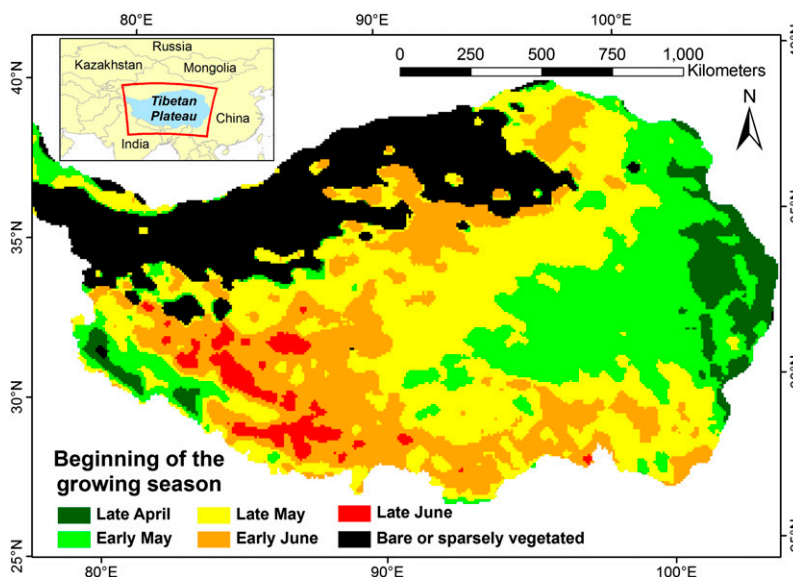 80°E 90°E 100°E
40°N
Russia
Kazakhstan
Mongolia
Tibetan
Plateau
China
India
0 250 500 750 1,000
Kilometers
N
35°N
30°N
25°N
Beginning of the
growing season
Late April
Late May
Late June
Early May
Early June
Bare or sparsely vegetated
80°E 90°E 100°E